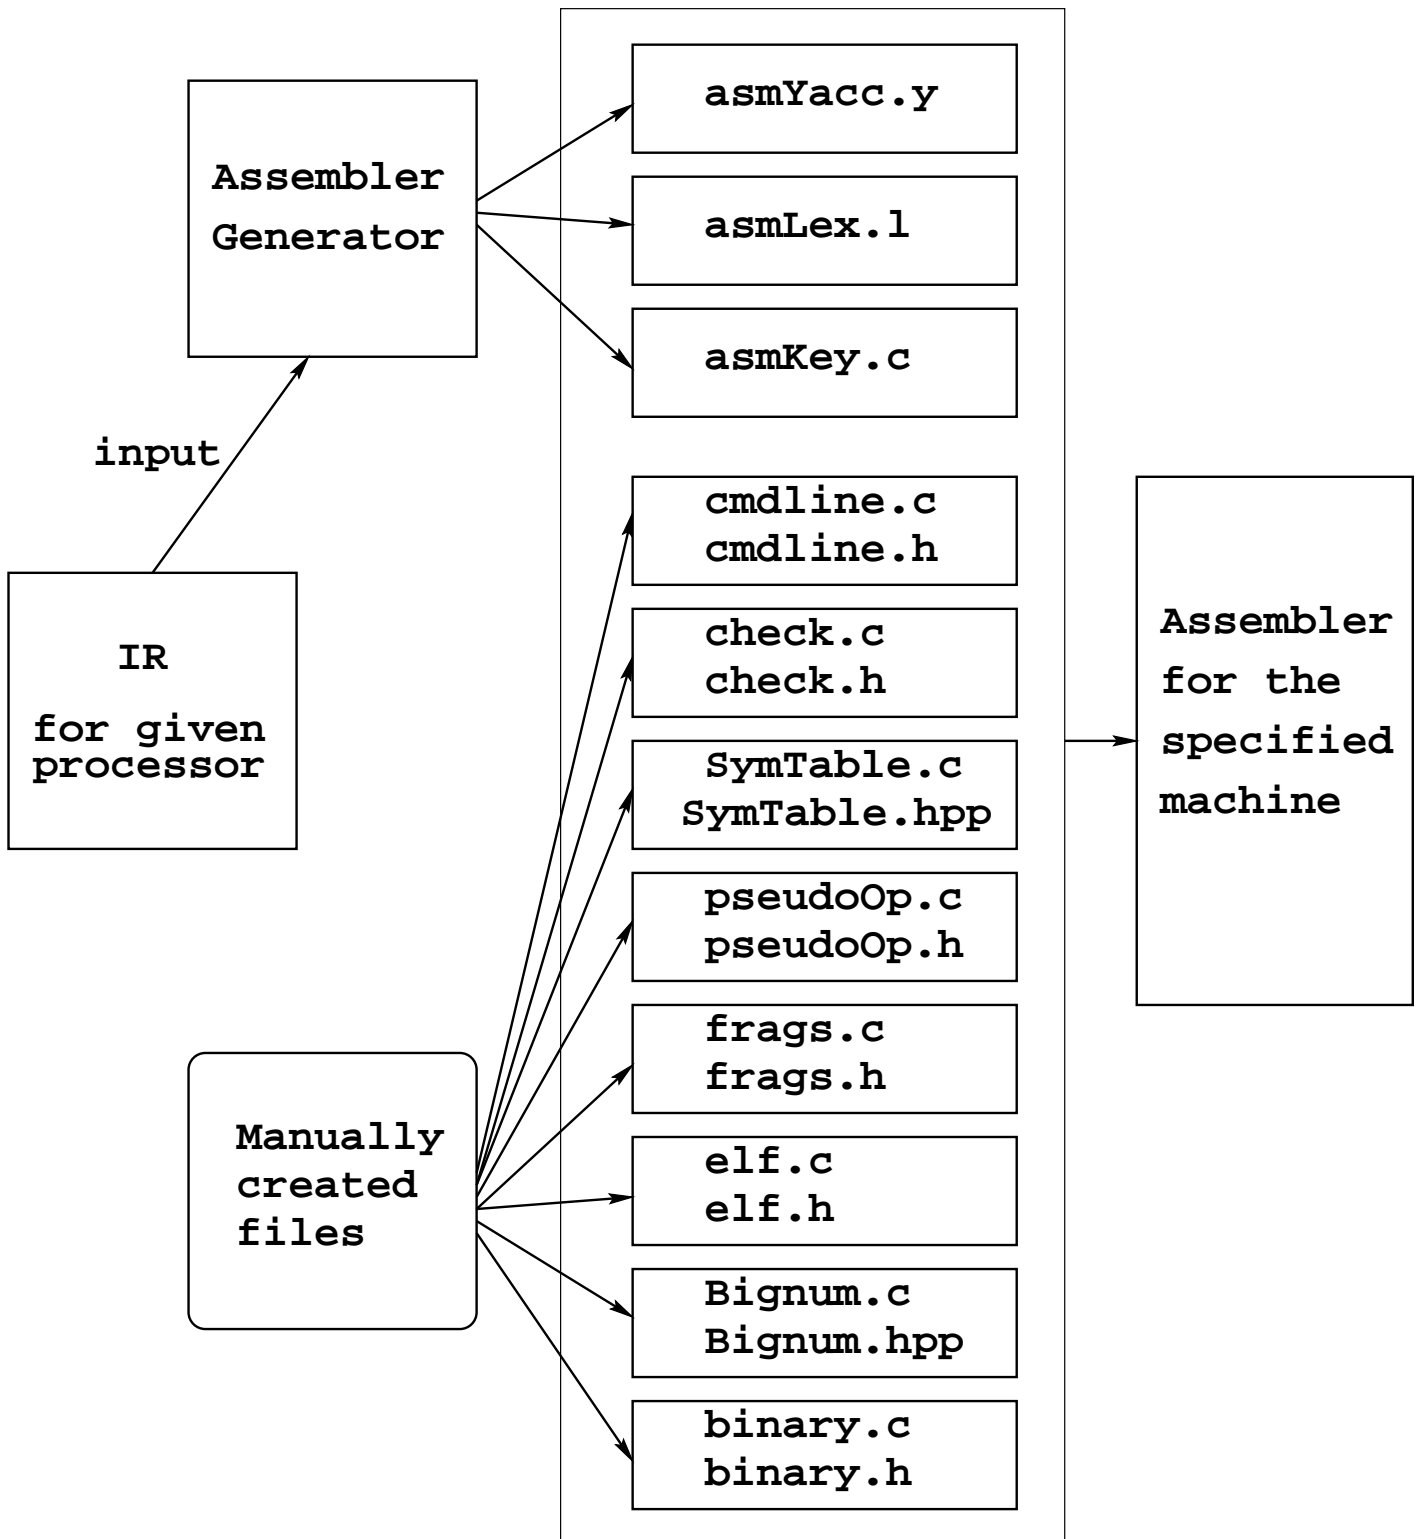 Assembler
Generator
input
IR
for given
processor
Manually
created
files
asmYacc.y
asmLex.l
asmKey.c
cmdline.c
cmdline.h
check.c
check.h
SymTable.c
SymTable.hpp
pseudoOp.c
pseudoOp.h
frags.c
frags.h
elf.c
elf.h
Bignum.c
Bignum.hpp
binary.c
binary.h
Assembler
for the
specified
machine